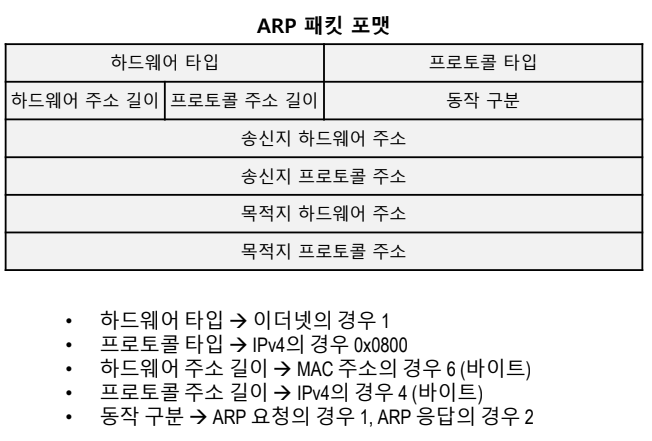 ARP 패킷 포맷
하드웨어 타입 프로토콜 타입
하드웨어 주소 길이 프로토콜 주소 길이 동작 구분
송신지 하드웨어 주소
송신지 프로토콜 주소
목적지 하드웨어 주소
목적지 프로토콜 주소
• 하드웨어 타입 → 이더넷의 경우 1
• 프로토콜 타입 → IPv4의 경우 0x0800
• 하드웨어 주소 길이 → MAC 주소의 경우 6 (바이트)
• 프로토콜 주소 길이 → IPv4의 경우 4 (바이트)
• 동작 구분 → ARP 요청의 경우 1, ARP 응답의 경우 2